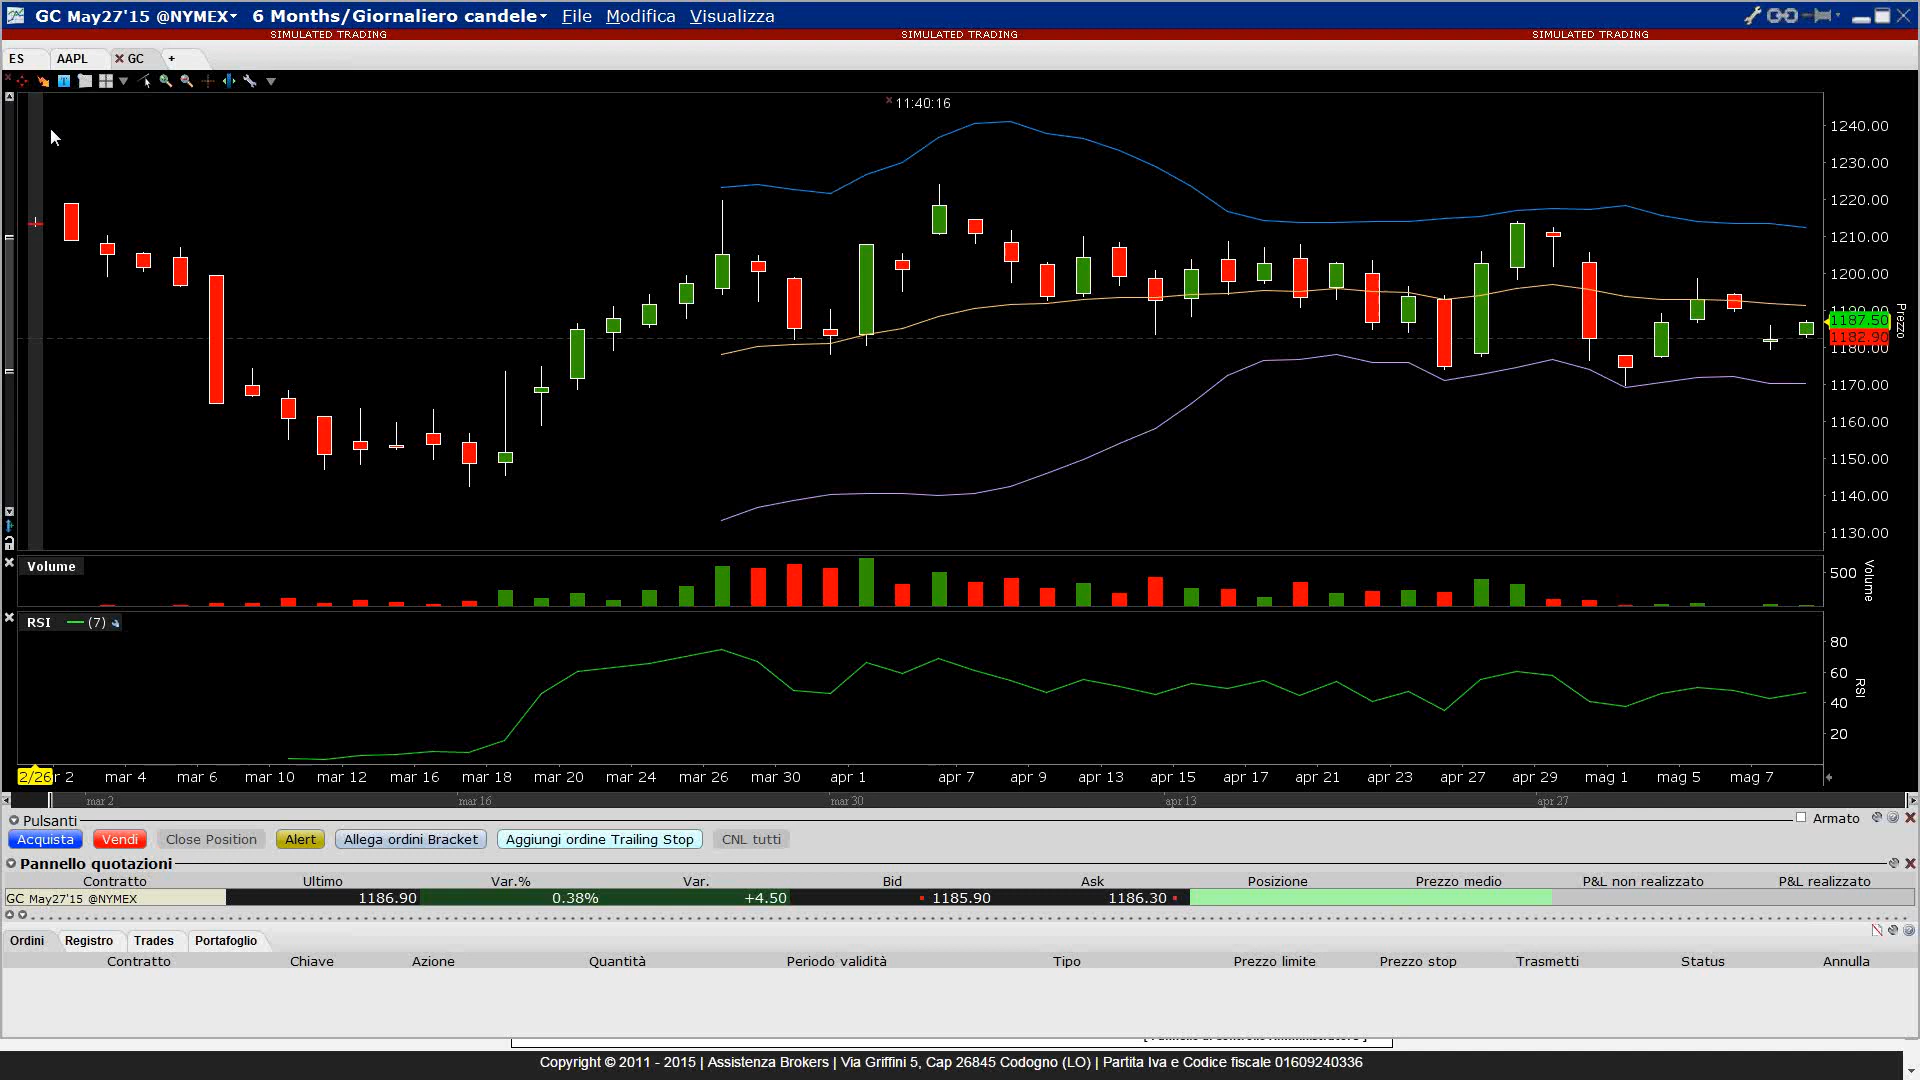 GC May27'15 @NYMEX 6 Months/Giornaliero candele File Modifica Visualizza
SIMULATED TRADING SIMULATED TRADING SIMULATED TRADING
ES AAPL GC +
11:40:16
1240.00
1230.00
1220.00
1210.00
1200.00
1190.00
Prezzo
1187.50
1182.90
1180.00
1170.00
1160.00
1150.00
1140.00
1130.00
Volume
500
Volume
RSI (7)
80
60
RSI
40
20
2/26 r 2 mar 4 mar 6 mar 10 mar 12 mar 16 mar 18 mar 20 mar 24 mar 26 mar 30 apr 1 apr 7 apr 9 apr 13 apr 15 apr 17 apr 21 apr 23 apr 27 apr 29 mag 1 mag 5 mag 7
mar 2 mar 16 mar 30 apr 13 apr 27
Pulsanti Armato
Acquista Vendi Close Position Alert Allega ordini Bracket Aggiungi ordine Trailing Stop CNL tutti
Pannello quotazioni
Contratto Ultimo Var.% Var. Bid Ask Posizione Prezzo medio P&L non realizzato P&L realizzato
GC May27'15 @NYMEX 1186.90 0.38% +4.50 1185.90 1186.30
Ordini Registro Trades Portafoglio
Contratto Chiave Azione Quantità Periodo validità Tipo Prezzo limite Prezzo stop Trasmetti Status Annulla
Copyright © 2011 - 2015 | Assistenza Brokers | Via Griffini 5, Cap 26845 Codogno (LO) | Partita Iva e Codice fiscale 01609240336